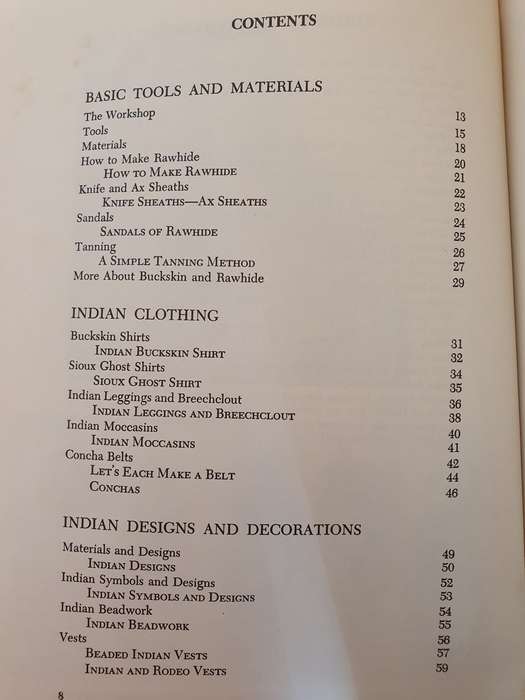 CONTENTS
BASIC TOOLS AND MATERIALS
The Workshop 13
Tools 15
Materials 18
How to Make Rawhide 20
HOW TO MAKE RAWHIDE 21
Knife and Ax Sheaths 22
KNIFE SHEATHS—AX SHEATHS 23
Sandals 24
SANDALS OF RAWHIDE 25
Tanning 26
A SIMPLE TANNING METHOD 27
More About Buckskin and Rawhide 29
INDIAN CLOTHING
Buckskin Shirts 31
INDIAN BUCKSKIN SHIRT 32
Sioux Ghost Shirts 34
SIOUX GHOST SHIRT 35
Indian Leggings and Breechclout 36
INDIAN LEGGINGS AND BREECHCLOUT 38
Indian Moccasins 40
INDIAN MOCCASINS 41
Concha Belts 42
LET'S EACH MAKE A BELT 44
CONCHAS 46
INDIAN DESIGNS AND DECORATIONS
Materials and Designs 49
INDIAN DESIGNS 50
Indian Symbols and Designs 52
INDIAN SYMBOLS AND DESIGNS 53
Indian Beadwork 54
INDIAN BEADWORK 55
Vests 56
BEADED INDIAN VESTS 57
INDIAN AND RODEO VESTS 59
8